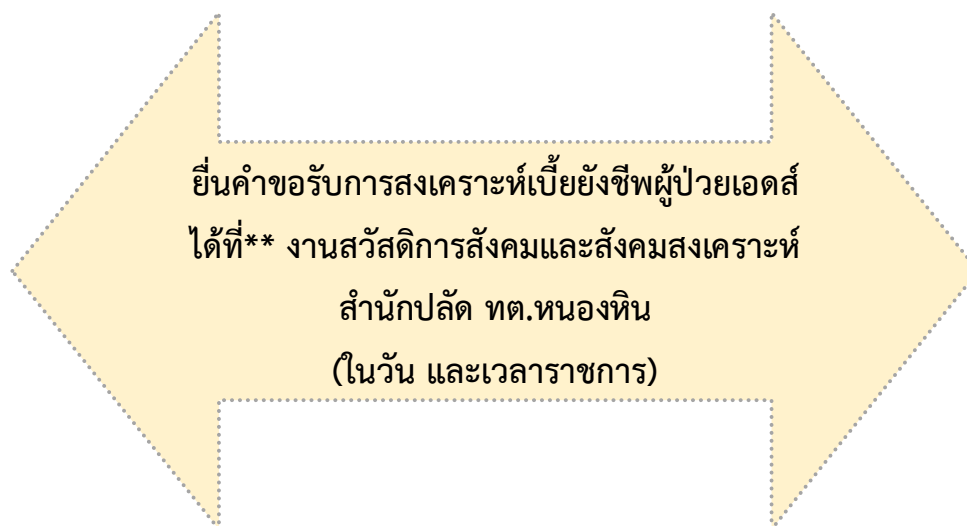 ยื่นคำขอรับการสงเคราะห์เบี้ยยังชีพผู้ป่วยเอดส์
ได้ที่** งานสวัสดิการสังคมและสังคมสงเคราะห์
สำนักปลัด ทต.หนองหิน
(ในวัน และเวลาราชการ)